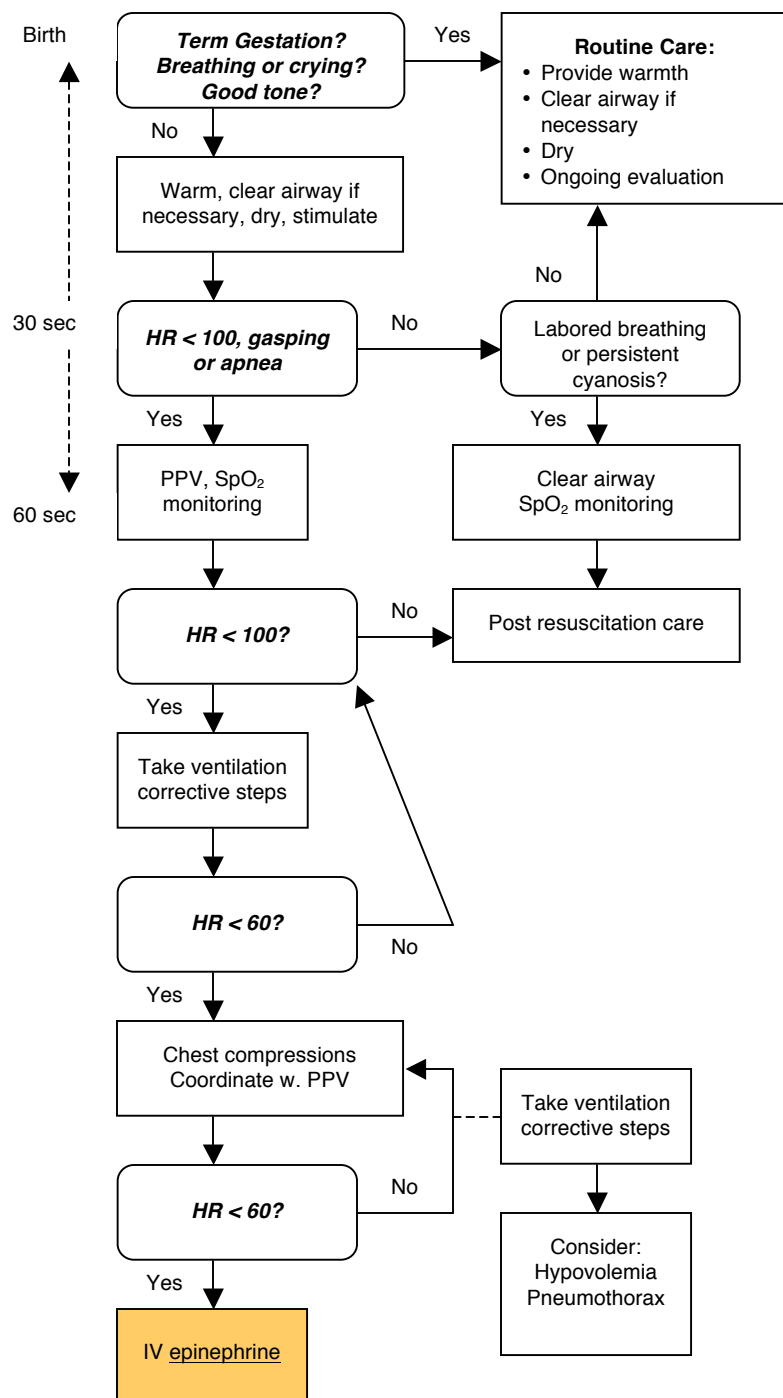 Birth
Term Gestation?
Breathing or crying?
Good tone?
Yes
Routine Care:
• Provide warmth
• Clear airway if
necessary
• Dry
• Ongoing evaluation
No
Warm, clear airway if
necessary, dry, stimulate
No
30 sec
HR < 100, gasping
or apnea
No
Labored breathing
or persistent
cyanosis?
Yes
Yes
PPV, SpO₂
monitoring
Clear airway
SpO₂ monitoring
60 sec
HR < 100?
No
Post resuscitation care
Yes
Take ventilation
corrective steps
HR < 60?
No
Yes
Chest compressions
Coordinate w. PPV
Take ventilation
corrective steps
HR < 60?
No
Consider:
Hypovolemia
Pneumothorax
Yes
IV epinephrine